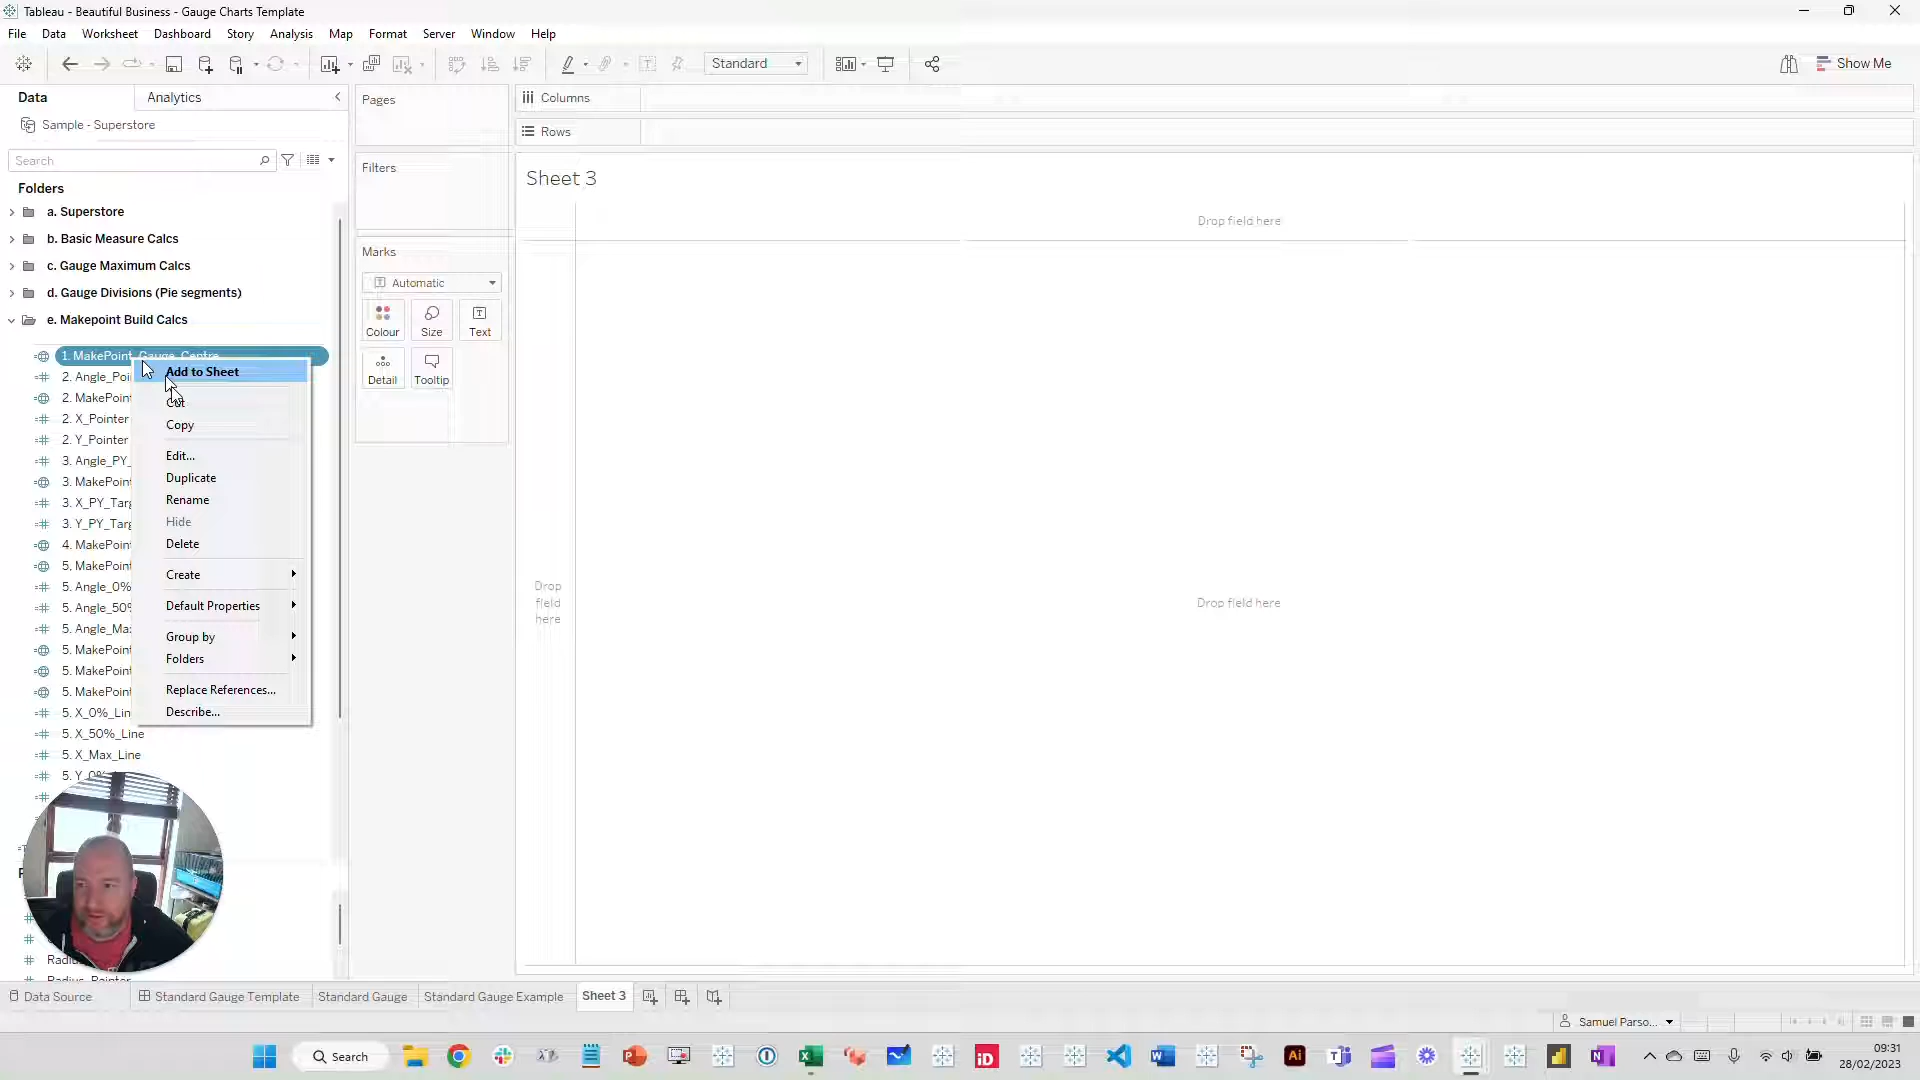 Tableau - Beautiful Business - Gauge Charts Template
File Data Worksheet Dashboard Story Analysis Map Format Server Window Help
Standard
Show Me
Data Analytics
Sample - Superstore
Search
Folders
a. Superstore
b. Basic Measure Calcs
c. Gauge Maximum Calcs
d. Gauge Divisions (Pie segments)
e. Makepoint Build Calcs
1. MakePoint_Gauge_Centre
2. Angle_Poi
2. MakePoint
2. X_Pointer
2. Y_Pointer
3. Angle_PY_
3. MakePoint
3. X_PY_Targ
3. Y_PY_Targ
4. MakePoint
5. MakePoint
5. Angle_0%
5. Angle_50%
5. Angle_Max
5. MakePoint
5. MakePoint
5. MakePoint
5. X_0%_Lin
5. X_50%_Line
5. X_Max_Line
5. Y_0%
Add to Sheet
Cut
Copy
Edit...
Duplicate
Rename
Hide
Delete
Create
Default Properties
Group by
Folders
Replace References...
Describe...
Pages
Filters
Marks
Automatic
Colour Size Text
Detail Tooltip
Columns
Rows
Sheet 3
Drop field here
Drop
field
here
Drop field here
Data Source Standard Gauge Template Standard Gauge Standard Gauge Example Sheet 3
Samuel Parso...
Search
09:31
28/02/2023